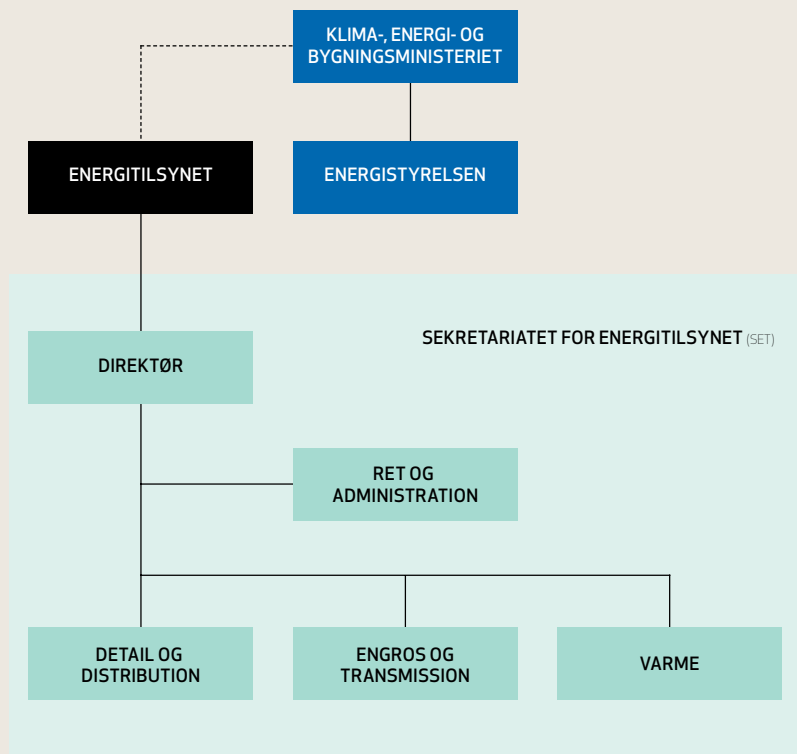 KLIMA-, ENERGI- OG
BYGNINGSMINISTERIET
ENERGITILSYNET
ENERGISTYRELSEN
SEKRETARIATET FOR ENERGITILSYNET (SET)
DIREKTØR
RET OG
ADMINISTRATION
DETAIL OG
DISTRIBUTION
ENGROS OG
TRANSMISSION
VARME